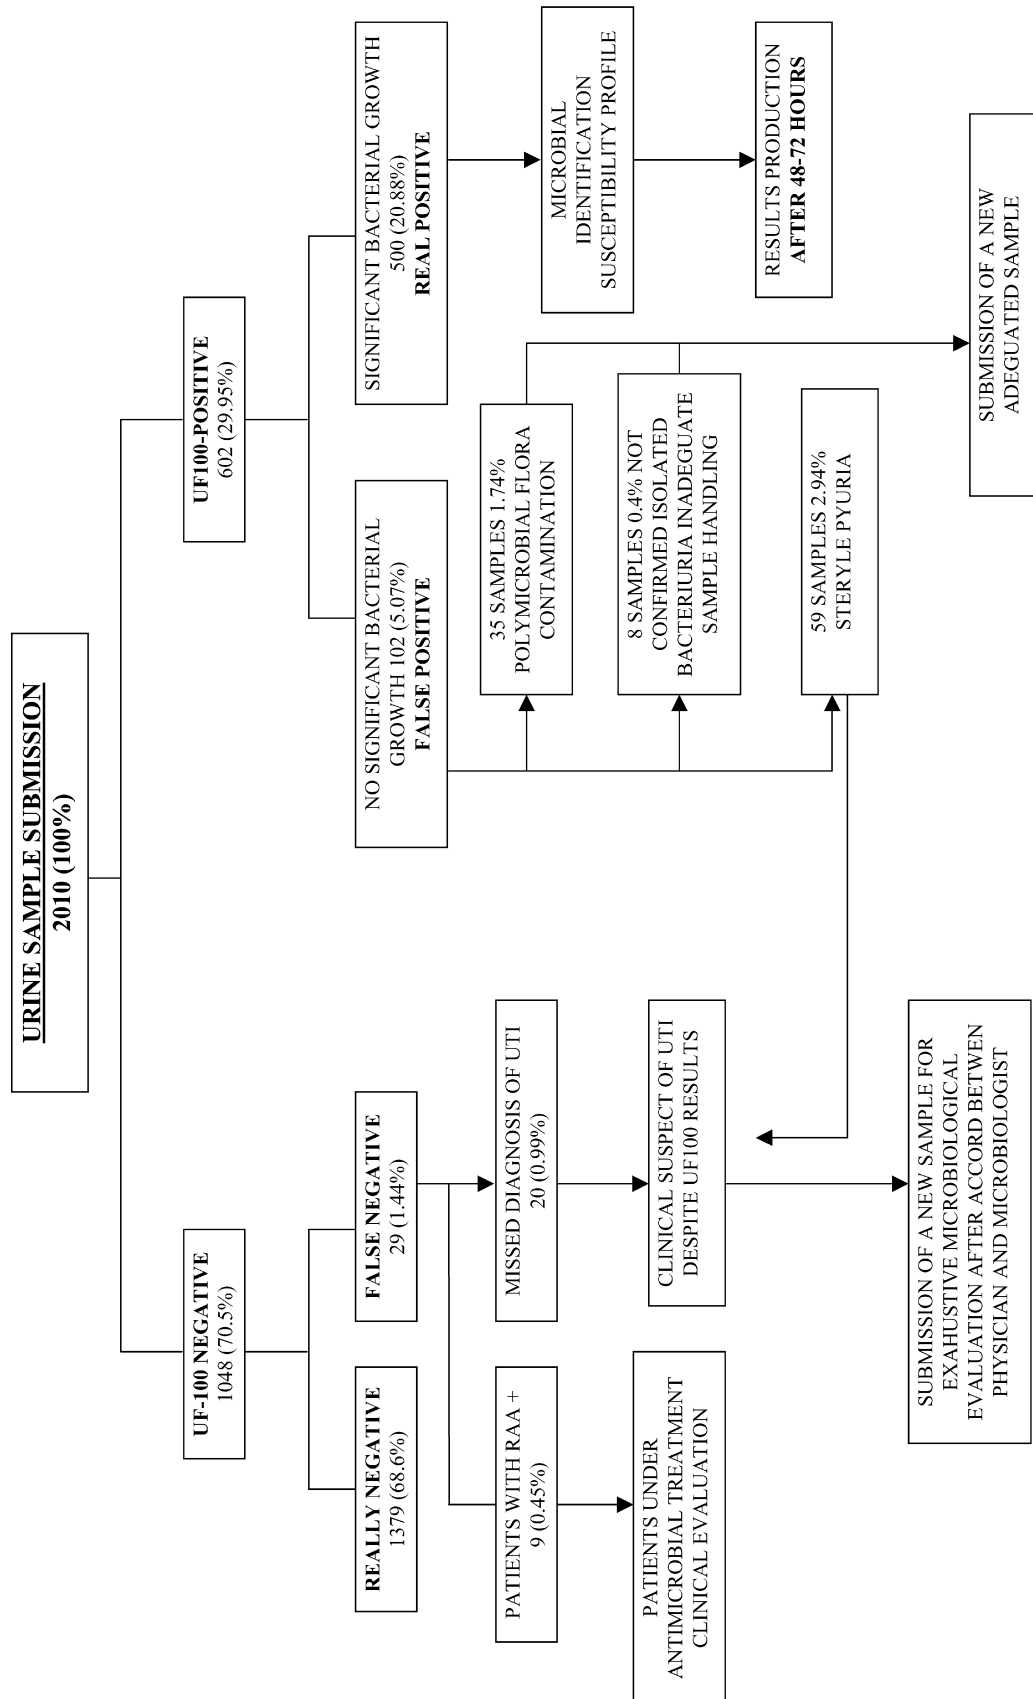 URINE SAMPLE SUBMISSION
2010 (100%)
UF-100 NEGATIVE
1048 (70.5%)
UF100-POSITIVE
602 (29.95%)
REALLY NEGATIVE
1379 (68.6%)
FALSE NEGATIVE
29 (1.44%)
NO SIGNIFICANT BACTERIAL
GROWTH 102 (5.07%)
FALSE POSITIVE
SIGNIFICANT BACTERIAL GROWTH
500 (20.88%)
REAL POSITIVE
PATIENTS WITH RAA +
9 (0.45%)
MISSED DIAGNOSIS OF UTI
20 (0.99%)
35 SAMPLES 1.74%
POLYMICROBIAL FLORA
CONTAMINATION
MICROBIAL
IDENTIFICATION
SUSCEPTIBILITY PROFILE
PATIENTS UNDER
ANTIMICROBIAL TREATMENT
CLINICAL EVALUATION
CLINICAL SUSPECT OF UTI
DESPITE UF100 RESULTS
8 SAMPLES 0.4% NOT
CONFIRMED ISOLATED
BACTERIURIA INADEGUATE
SAMPLE HANDLING
RESULTS PRODUCTION
AFTER 48-72 HOURS
59 SAMPLES 2.94%
STERYLE PYURIA
SUBMISSION OF A NEW SAMPLE FOR
EXAHUSTIVE MICROBIOLOGICAL
EVALUATION AFTER ACCORD BETWEN
PHYSICIAN AND MICROBIOLOGIST
SUBMISSION OF A NEW
ADEGUATED SAMPLE